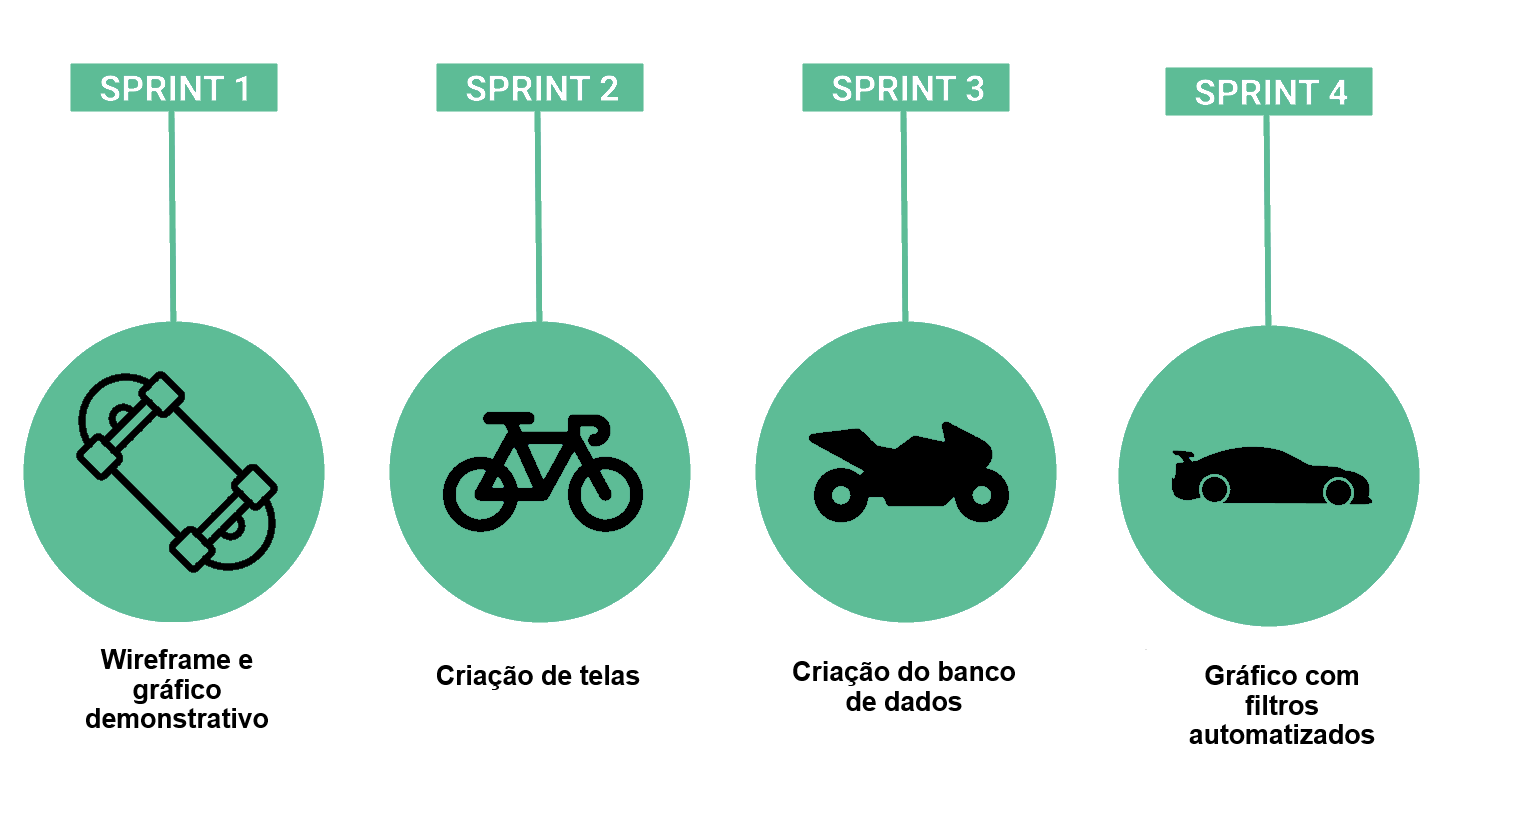 SPRINT 1
SPRINT 2
SPRINT 3
SPRINT 4
Wireframe e
gráfico
demonstrativo
Criação de telas
Criação do banco
de dados
Gráfico com
filtros
automatizados